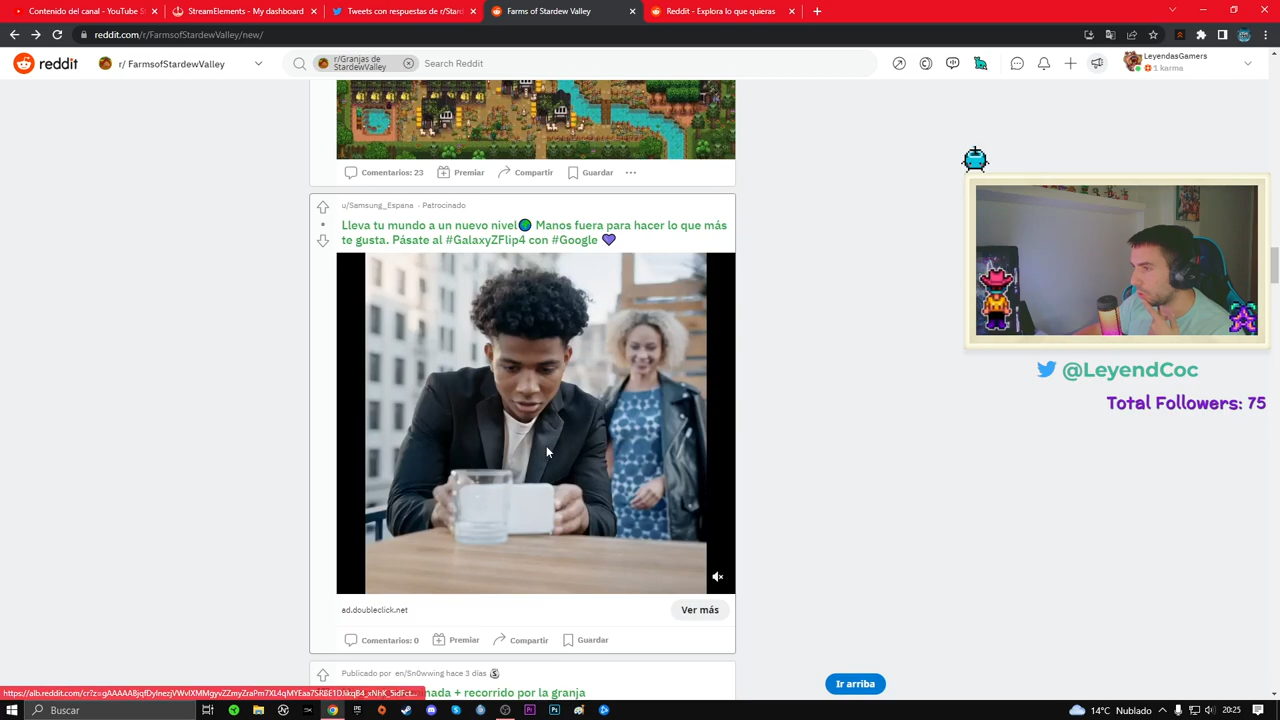 Contenido del canal - YouTube S
StreamElements - My dashboard
Tweets con respuestas de r/Stard
Farms of Stardew Valley
Reddit - Explora lo que quieras
reddit.com/r/FarmsofStardewValley/new/
reddit
r/ FarmsofStardewValley
r/Granjas de StardewValley
Search Reddit
LeyendasGamers
1 karma
Comentarios: 23
Premiar
Compartir
Guardar
u/Samsung_Espana · Patrocinado
Lleva tu mundo a un nuevo nivel🌍 Manos fuera para hacer lo que más
te gusta. Pásate al #GalaxyZFlip4 con #Google 💜
@LeyendCoc
Total Followers: 75
ad.doubleclick.net
Ver más
Comentarios: 0
Premiar
Compartir
Guardar
Publicado por en/Sn0wwing hace 3 días
recorrido por la granja
Ir arriba
Buscar
14°C Nublado
20:25